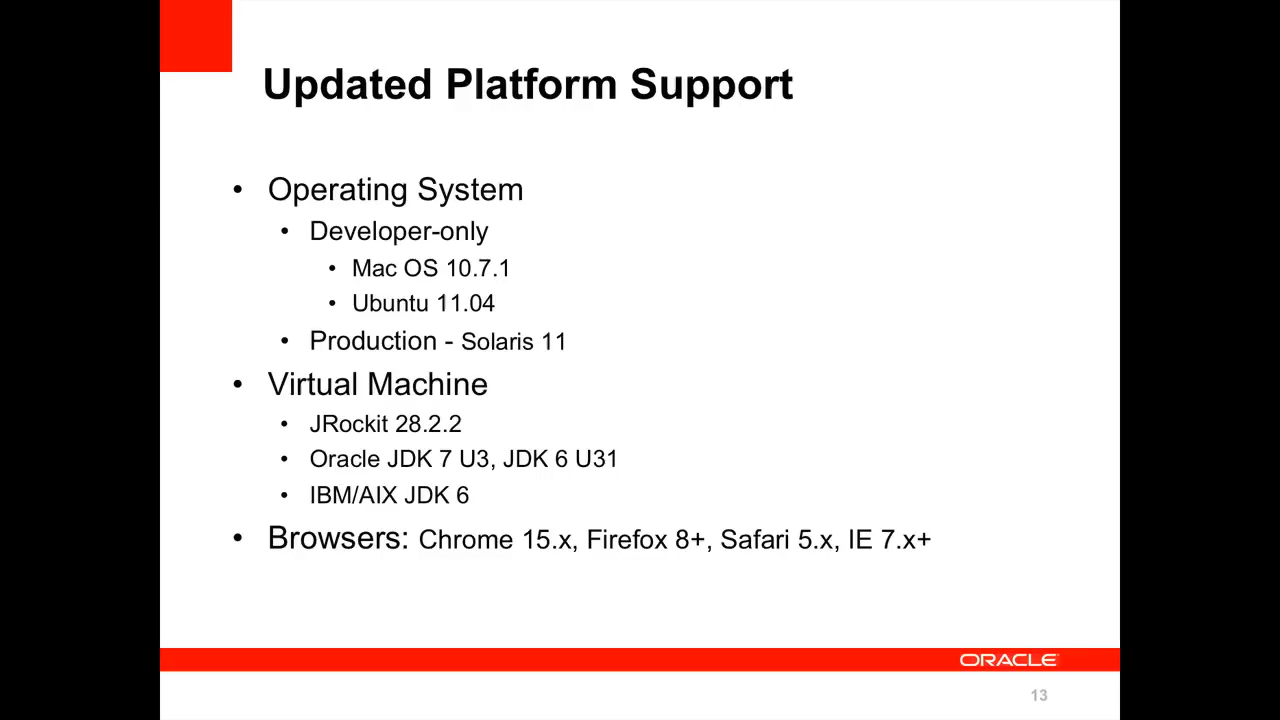 Updated Platform Support
• Operating System
• Developer-only
• Mac OS 10.7.1
• Ubuntu 11.04
• Production - Solaris 11
• Virtual Machine
• JRockit 28.2.2
• Oracle JDK 7 U3, JDK 6 U31
• IBM/AIX JDK 6
• Browsers: Chrome 15.x, Firefox 8+, Safari 5.x, IE 7.x+
ORACLE
13